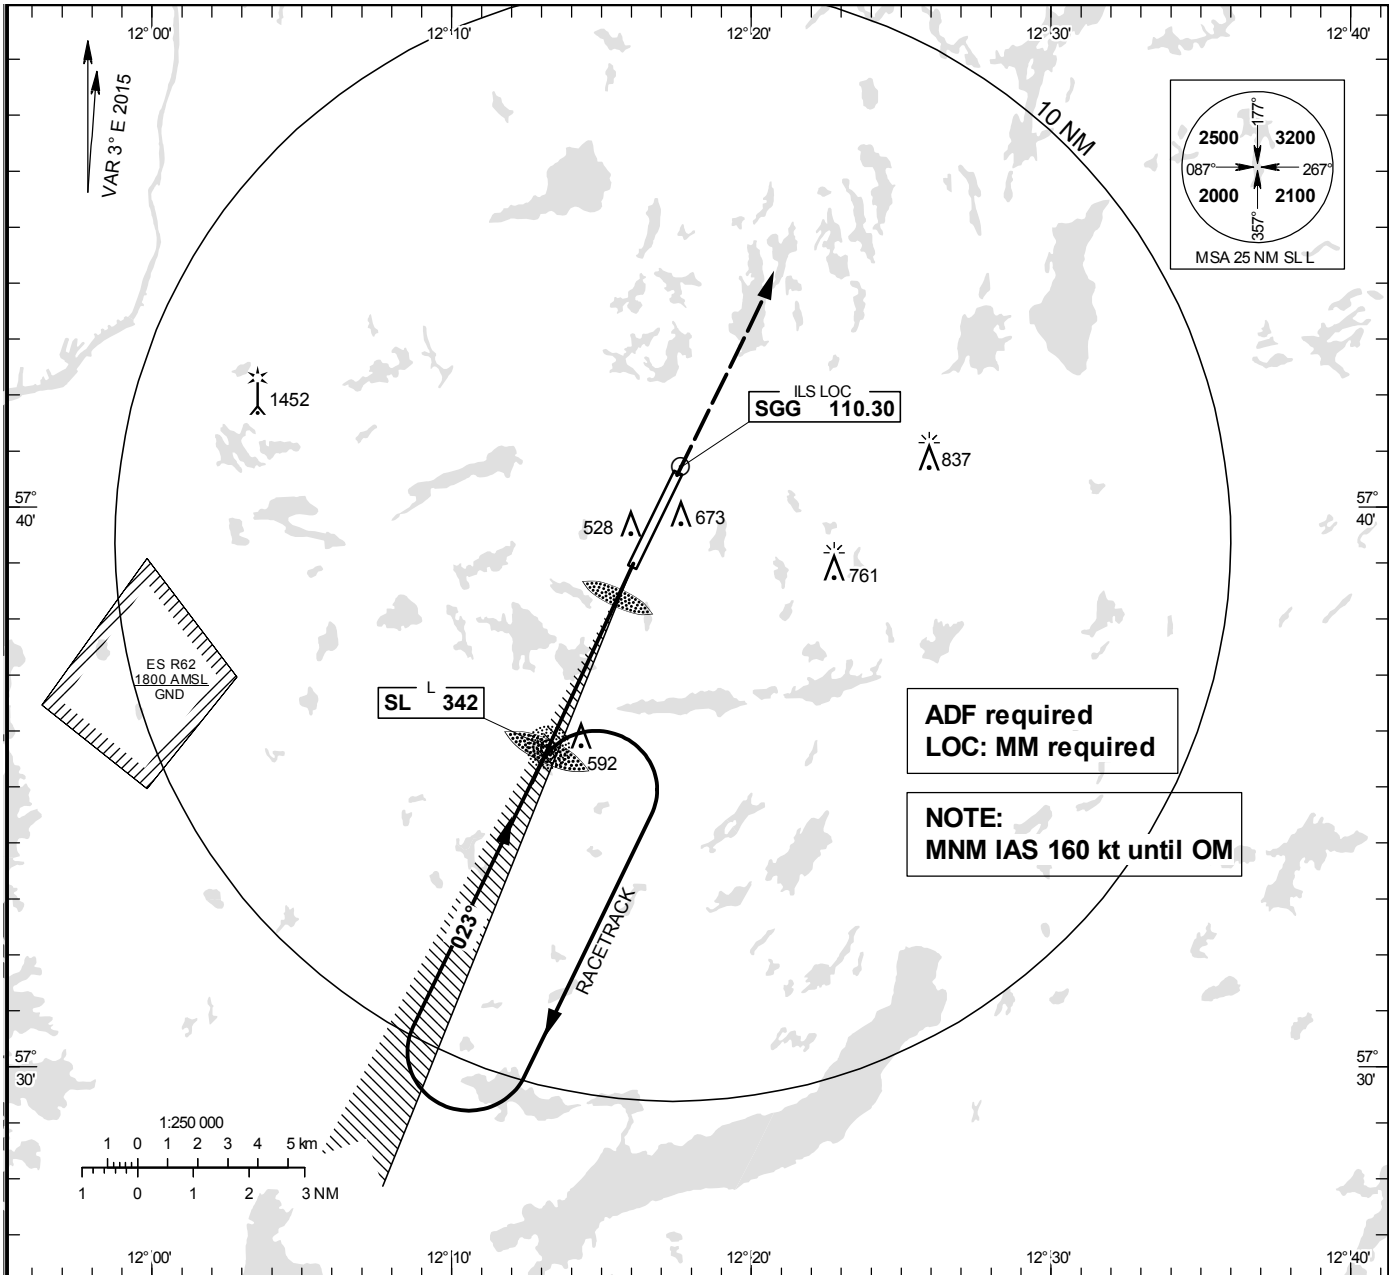 12°00'
12°10'
12°20'
12°30'
12°40'
VAR 3° E 2015
10 NM
177°
2500 3200
087° 267°
2000 2100
357°
MSA 25 NM SL L
ILS LOC
SGG 110.30
1452
837
57°
40'
528
673
57°
40'
761
ES R62
1800 AMSL
GND
L
SL 342
592
ADF required
LOC: MM required
NOTE:
MNM IAS 160 kt until OM
023°
RACETRACK
57°
30'
57°
30'
1:250 000
1 0 1 2 3 4 5 km
1 0 1 2 3 NM
12°00'
12°10'
12°20'
12°30'
12°40'